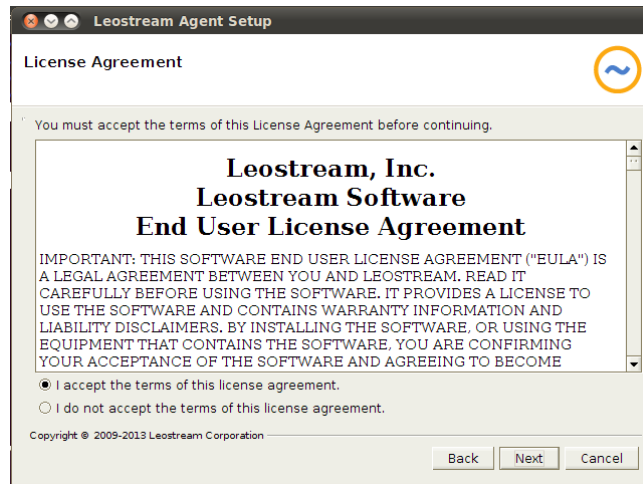 Leostream Agent Setup
License Agreement
You must accept the terms of this License Agreement before continuing.
Leostream, Inc.
Leostream Software
End User License Agreement
IMPORTANT: THIS SOFTWARE END USER LICENSE AGREEMENT ("EULA") IS
A LEGAL AGREEMENT BETWEEN YOU AND LEOSTREAM. READ IT
CAREFULLY BEFORE USING THE SOFTWARE. IT PROVIDES A LICENSE TO
USE THE SOFTWARE AND CONTAINS WARRANTY INFORMATION AND
LIABILITY DISCLAIMERS. BY INSTALLING THE SOFTWARE, OR USING THE
EQUIPMENT THAT CONTAINS THE SOFTWARE, YOU ARE CONFIRMING
YOUR ACCEPTANCE OF THE SOFTWARE AND AGREEING TO BECOME
I accept the terms of this license agreement.
I do not accept the terms of this license agreement.
Copyright © 2009-2013 Leostream Corporation
Back Next Cancel